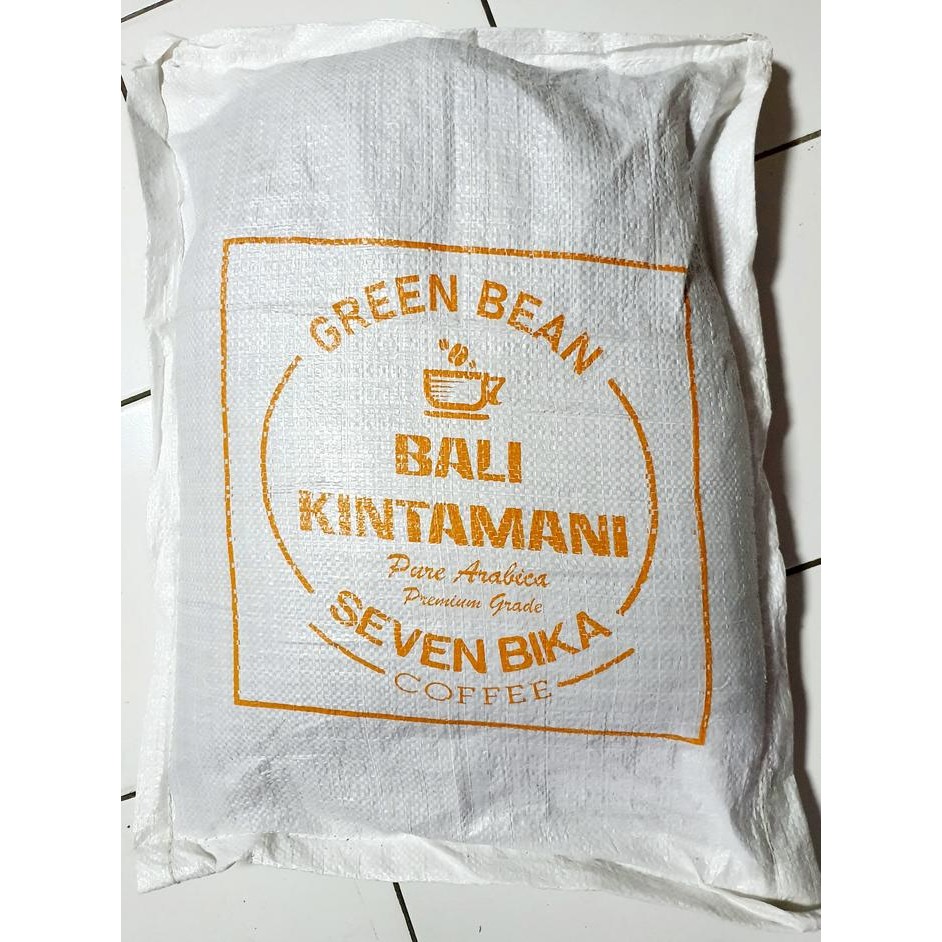 GREEN BEAN
BALI
KINTAMANI
Pure Arabica
Premium Grade
SEVEN BIKA
COFFEE